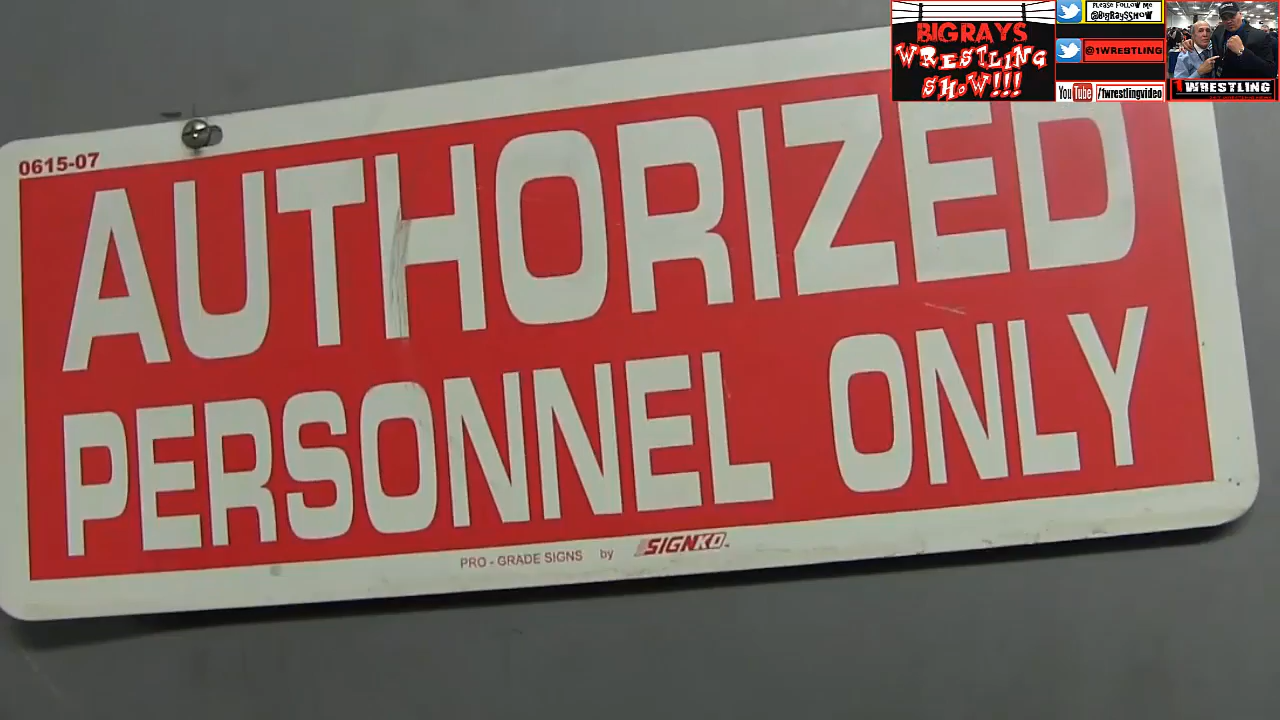 BIGRAYS
WRESTLING
SHOW!!!
PLEASE FOLLOW ME
@BIGRAYSSHOW
@1WRESTLING
YouTube /1wrestlingvideo
1WRESTLING
0615-07
AUTHORIZED
PERSONNEL ONLY
PRO - GRADE SIGNS by SIGNKO